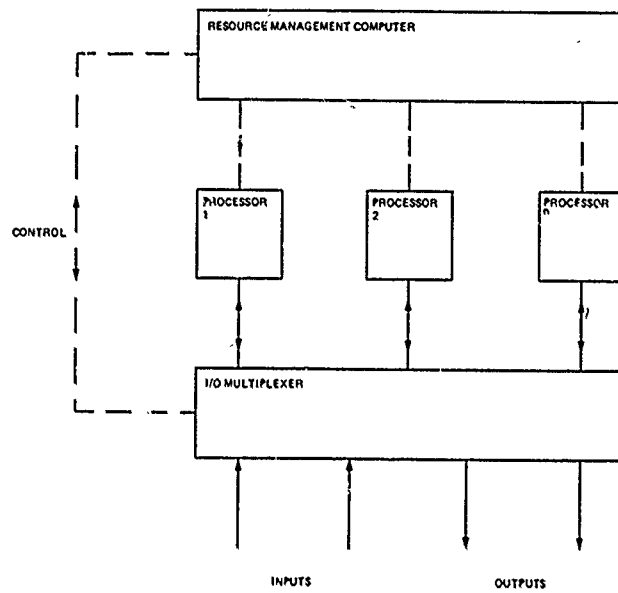 RESOURCE MANAGEMENT COMPUTER
PROCESSOR
1
PROCESSOR
2
PROCESSOR
n
CONTROL
I/O MULTIPLEXER
INPUTS
OUTPUTS